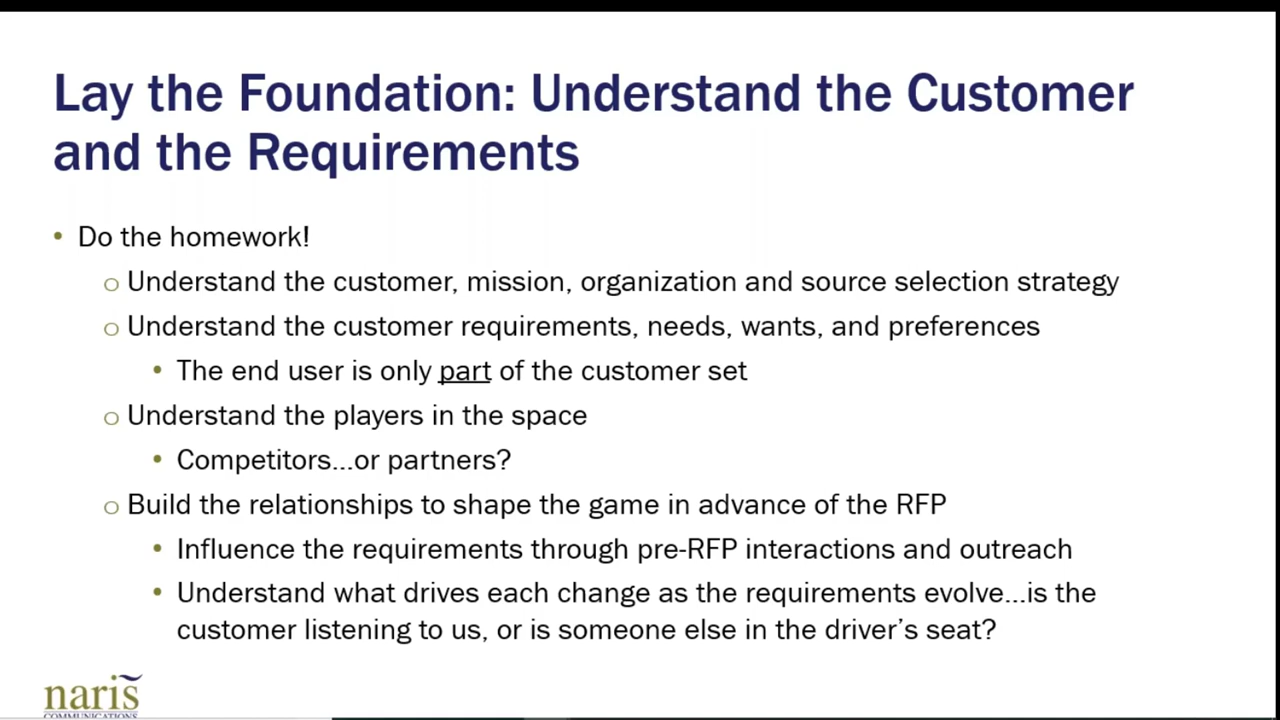 Lay the Foundation: Understand the Customer
and the Requirements
• Do the homework!
o Understand the customer, mission, organization and source selection strategy
o Understand the customer requirements, needs, wants, and preferences
• The end user is only part of the customer set
o Understand the players in the space
• Competitors...or partners?
o Build the relationships to shape the game in advance of the RFP
• Influence the requirements through pre-RFP interactions and outreach
• Understand what drives each change as the requirements evolve...is the
customer listening to us, or is someone else in the driver's seat?
naris
COMMUNICATIONS